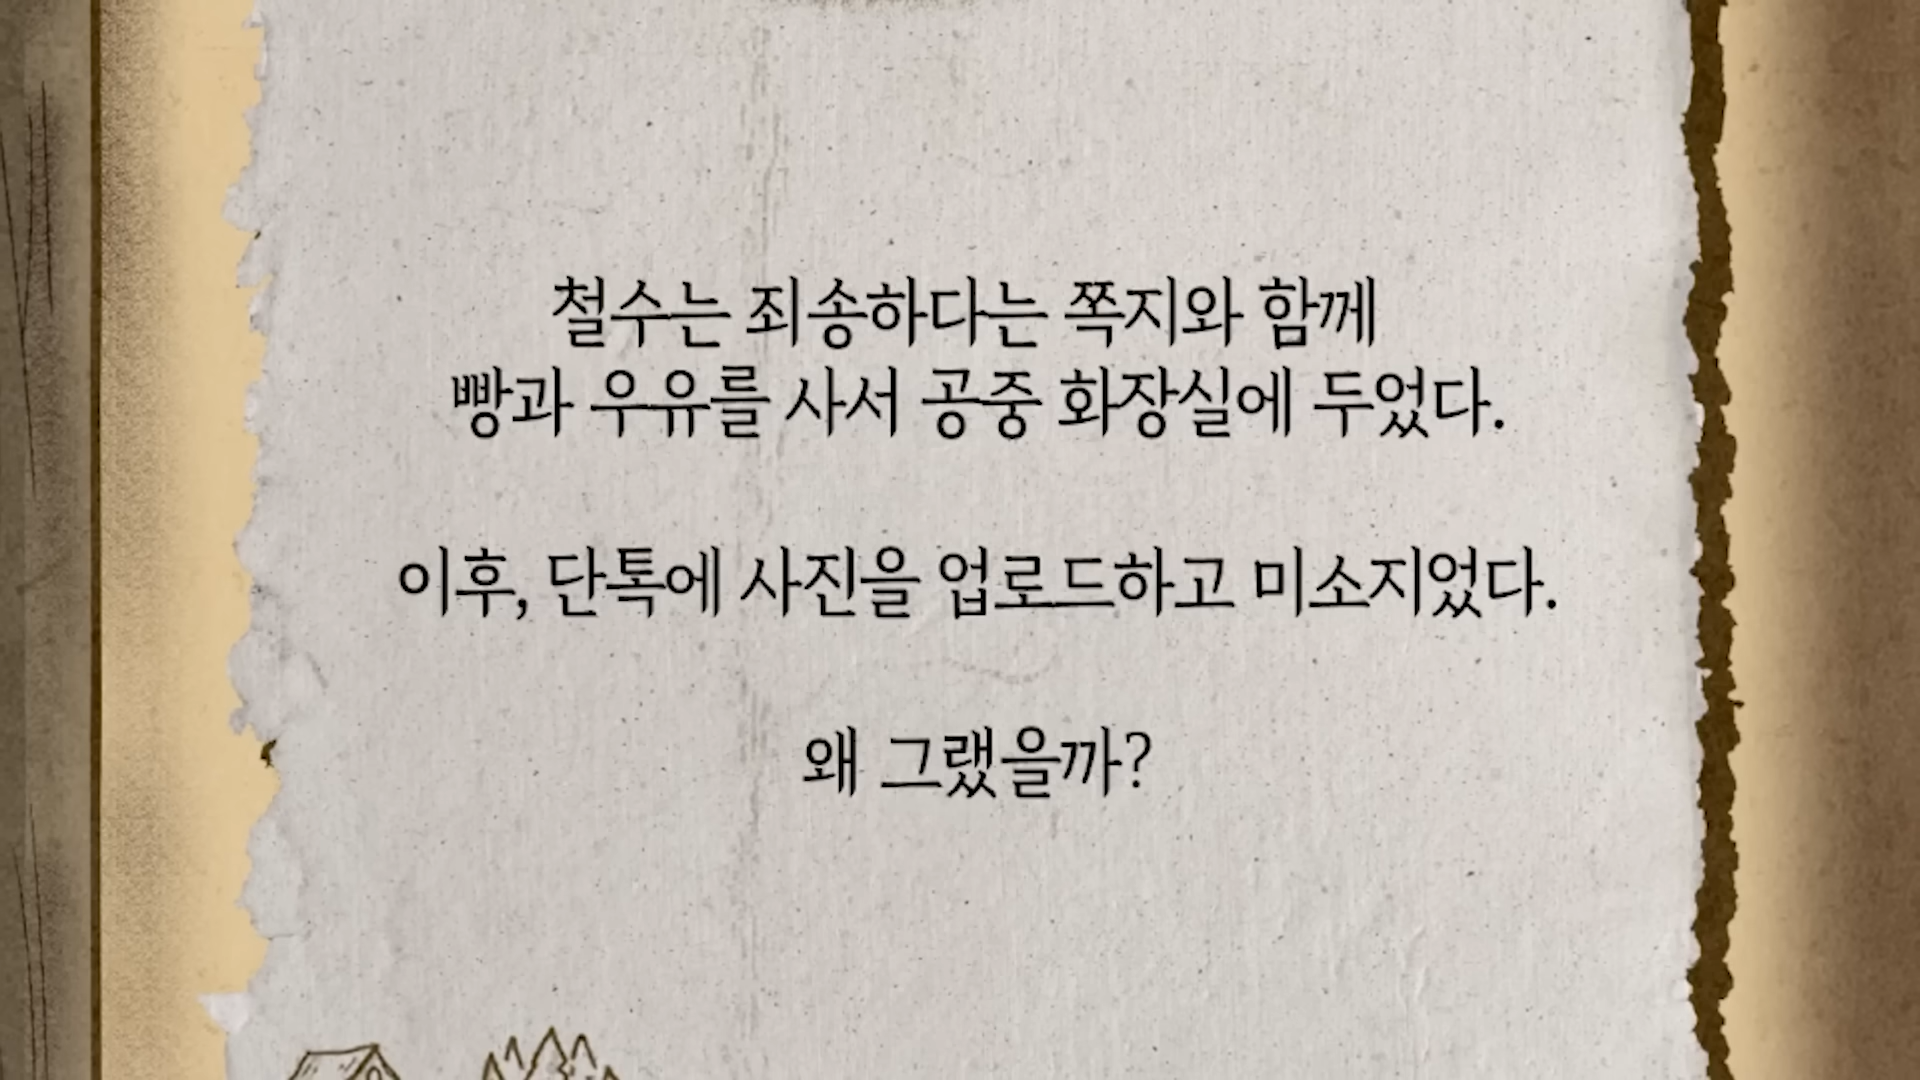 철수는 죄송하다는 쪽지와 함께
빵과 우유를 사서 공중 화장실에 두었다.
이후, 단톡에 사진을 업로드하고 미소지었다.
왜 그랬을까?